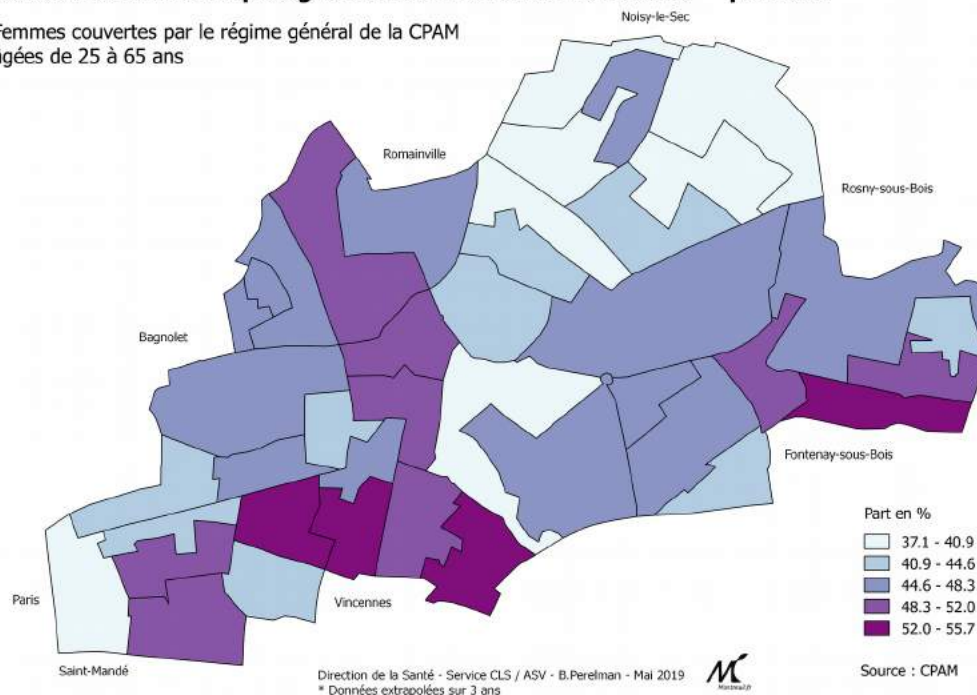 Femmes couvertes par le régime général de la CPAM
âgées de 25 à 65 ans
Noisy-le-Sec
Romainville
Rosny-sous-Bois
Bagnolet
Fontenay-sous-Bois
Part en %
37.1 - 40.9
40.9 - 44.6
44.6 - 48.3
48.3 - 52.0
52.0 - 55.7
Paris
Vincennes
Saint-Mandé
Direction de la Santé - Service CLS / ASV - B.Perelman - Mai 2019
* Données extrapolées sur 3 ans
Montreuil.fr
Source : CPAM